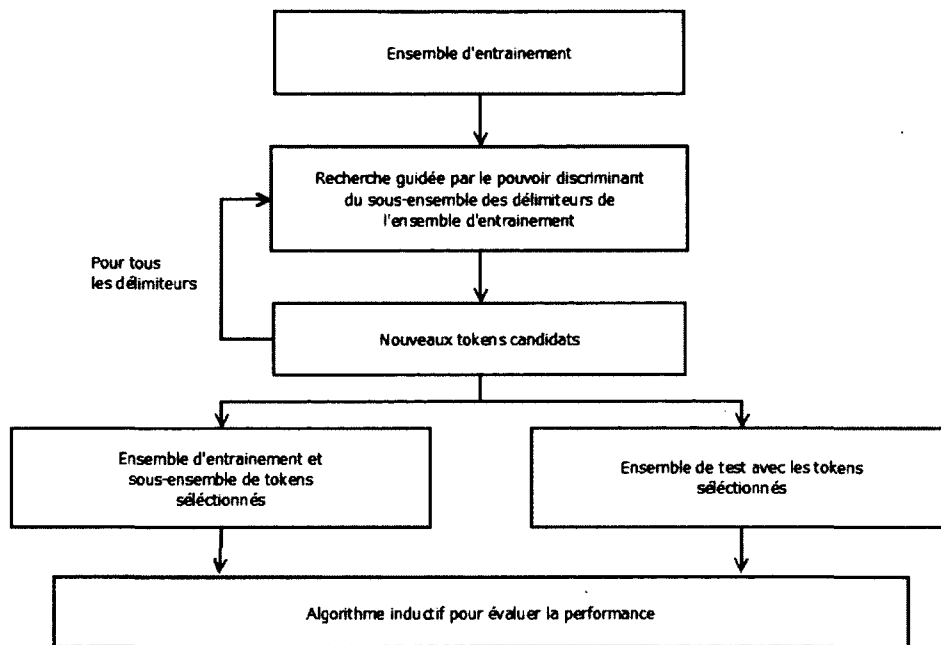 Ensemble d'entrainement
Recherche guidée par le pouvoir discriminant
du sous-ensemble des délimiteurs de
l'ensemble d'entrainement
Pour tous
les délimiteurs
Nouveaux tokens candidats
Ensemble d'entrainement et
sous-ensemble de tokens
séléctionnés
Ensemble de test avec les tokens
séléctionnés
Algorithme inductif pour évaluer la performance